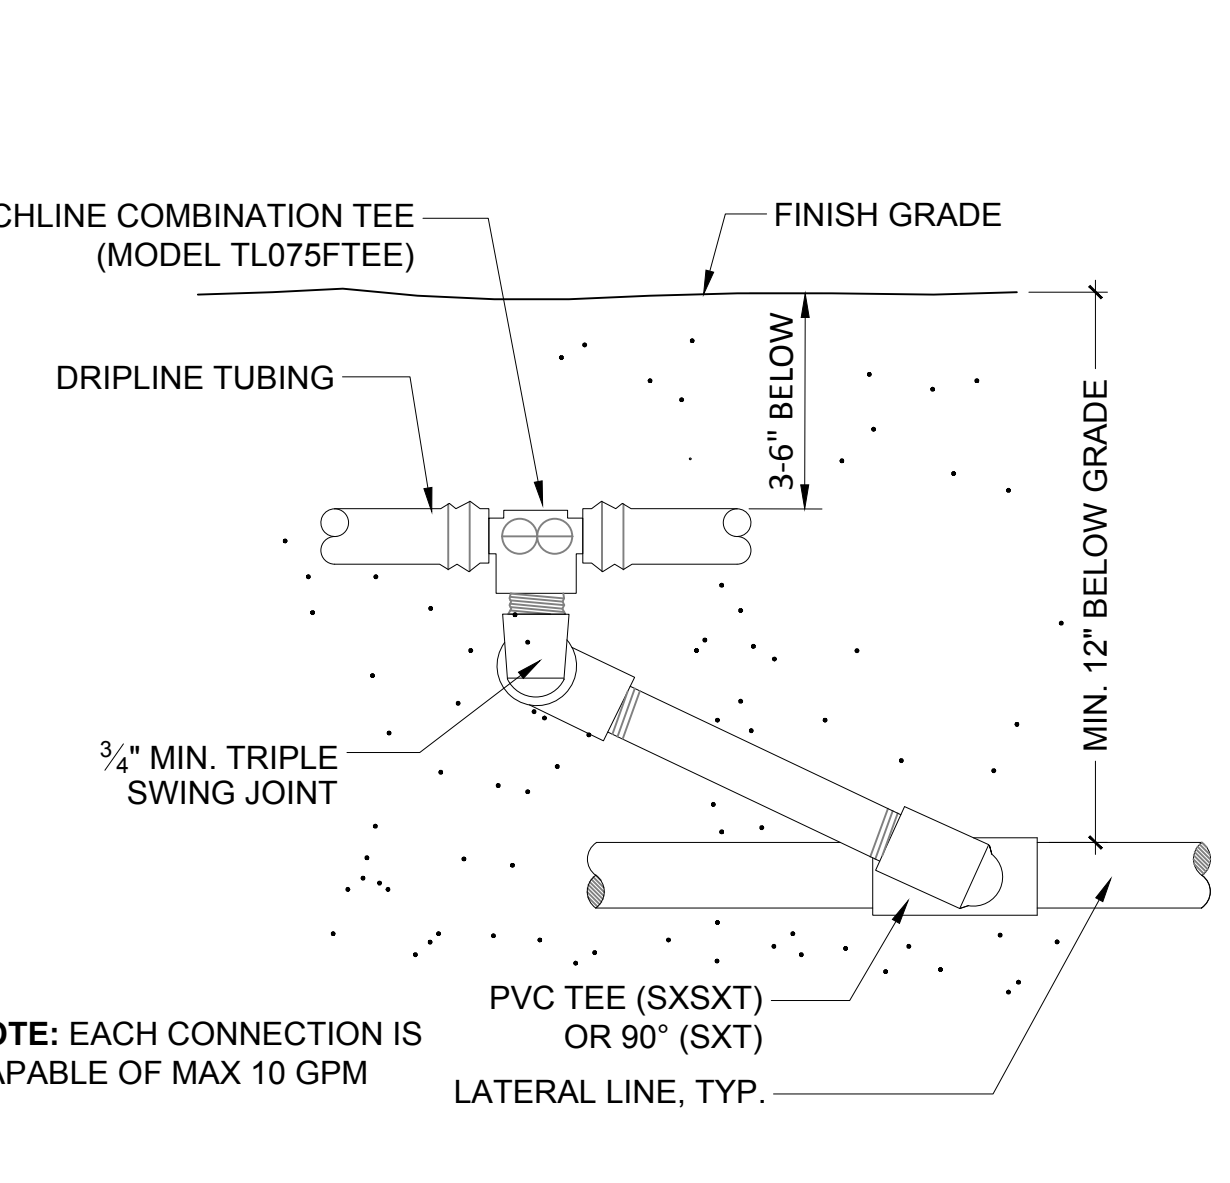 CHLINE COMBINATION TEE
(MODEL TL075FTEE)
FINISH GRADE
DRIPLINE TUBING
3-6" BELOW
MIN. 12" BELOW GRADE
¾" MIN. TRIPLE
SWING JOINT
PVC TEE (SXSXT)
OR 90° (SXT)
LATERAL LINE, TYP.
OTE: EACH CONNECTION IS
APABLE OF MAX 10 GPM